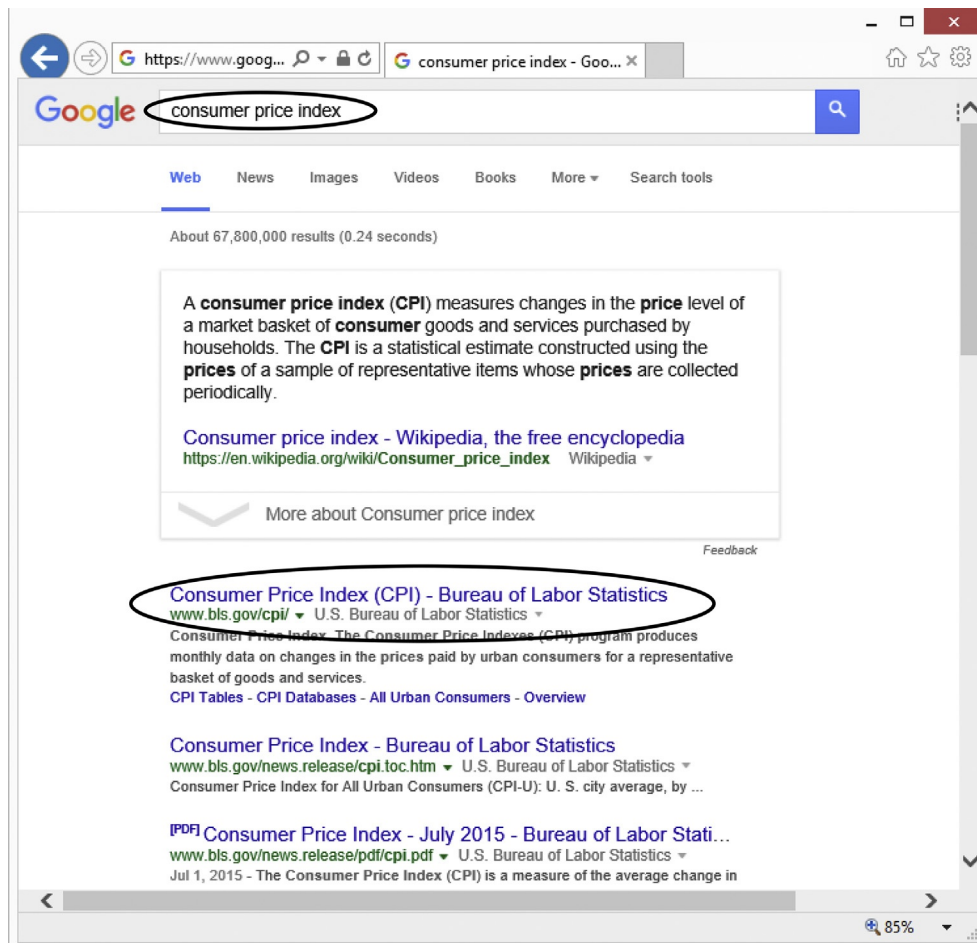 https://www.goog...
consumer price index - Goo...
Google
consumer price index
Web News Images Videos Books More Search tools
About 67,800,000 results (0.24 seconds)
A consumer price index (CPI) measures changes in the price level of
a market basket of consumer goods and services purchased by
households. The CPI is a statistical estimate constructed using the
prices of a sample of representative items whose prices are collected
periodically.
Consumer price index - Wikipedia, the free encyclopedia
https://en.wikipedia.org/wiki/Consumer_price_index Wikipedia
More about Consumer price index
Feedback
Consumer Price Index (CPI) - Bureau of Labor Statistics
www.bls.gov/cpi/ U.S. Bureau of Labor Statistics
Consumer Price Index. The Consumer Price Indexes (CPI) program produces
monthly data on changes in the prices paid by urban consumers for a representative
basket of goods and services.
CPI Tables - CPI Databases - All Urban Consumers - Overview
Consumer Price Index - Bureau of Labor Statistics
www.bls.gov/news.release/cpi.toc.htm U.S. Bureau of Labor Statistics
Consumer Price Index for All Urban Consumers (CPI-U): U. S. city average, by ...
[PDF] Consumer Price Index - July 2015 - Bureau of Labor Stati...
www.bls.gov/news.release/pdf/cpi.pdf U.S. Bureau of Labor Statistics
Jul 1, 2015 - The Consumer Price Index (CPI) is a measure of the average change in
85%